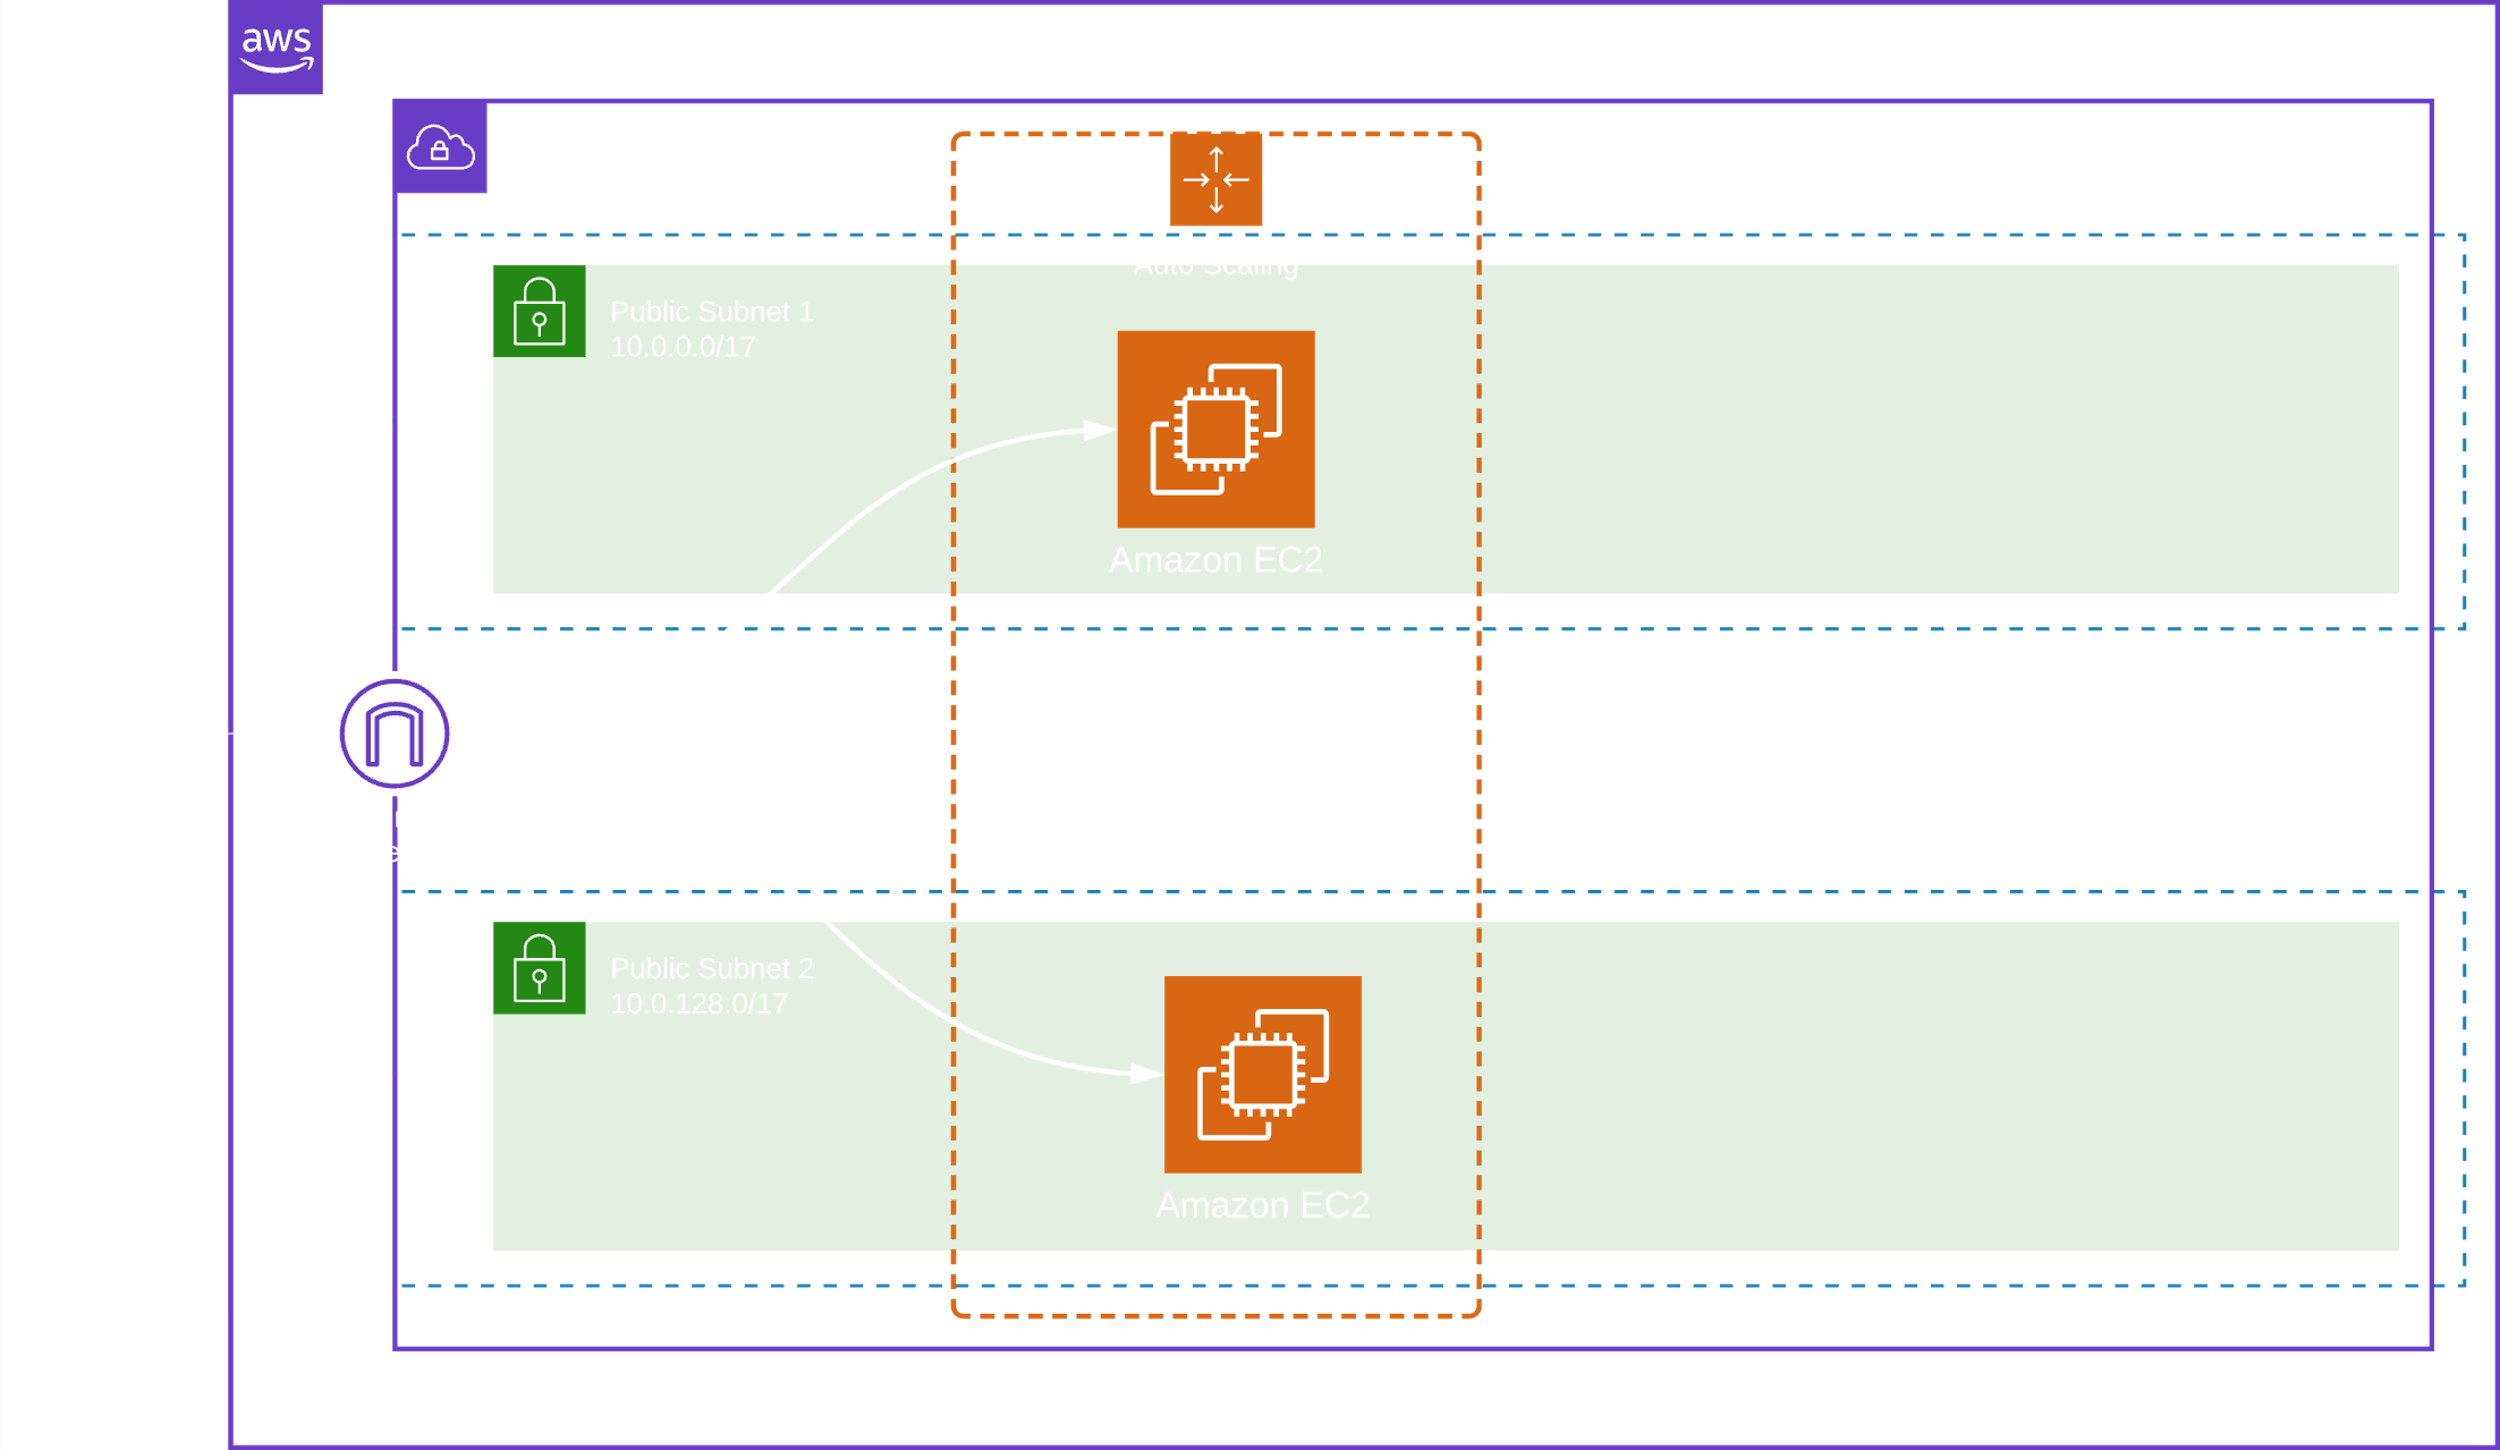 aws
Auto Scaling
Public Subnet 1
10.0.0.0/17
Amazon EC2
Public Subnet 2
10.0.128.0/17
Amazon EC2